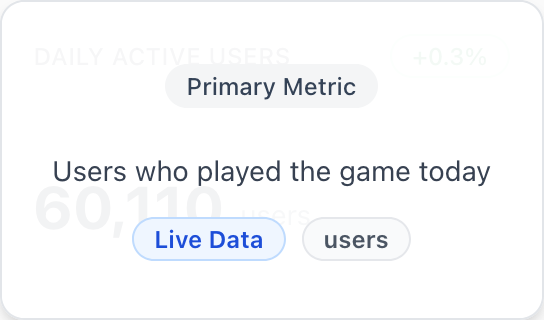 DAILY ACTIVE USERS +0.3%
Primary Metric
Users who played the game today
60,110 users
Live Data users